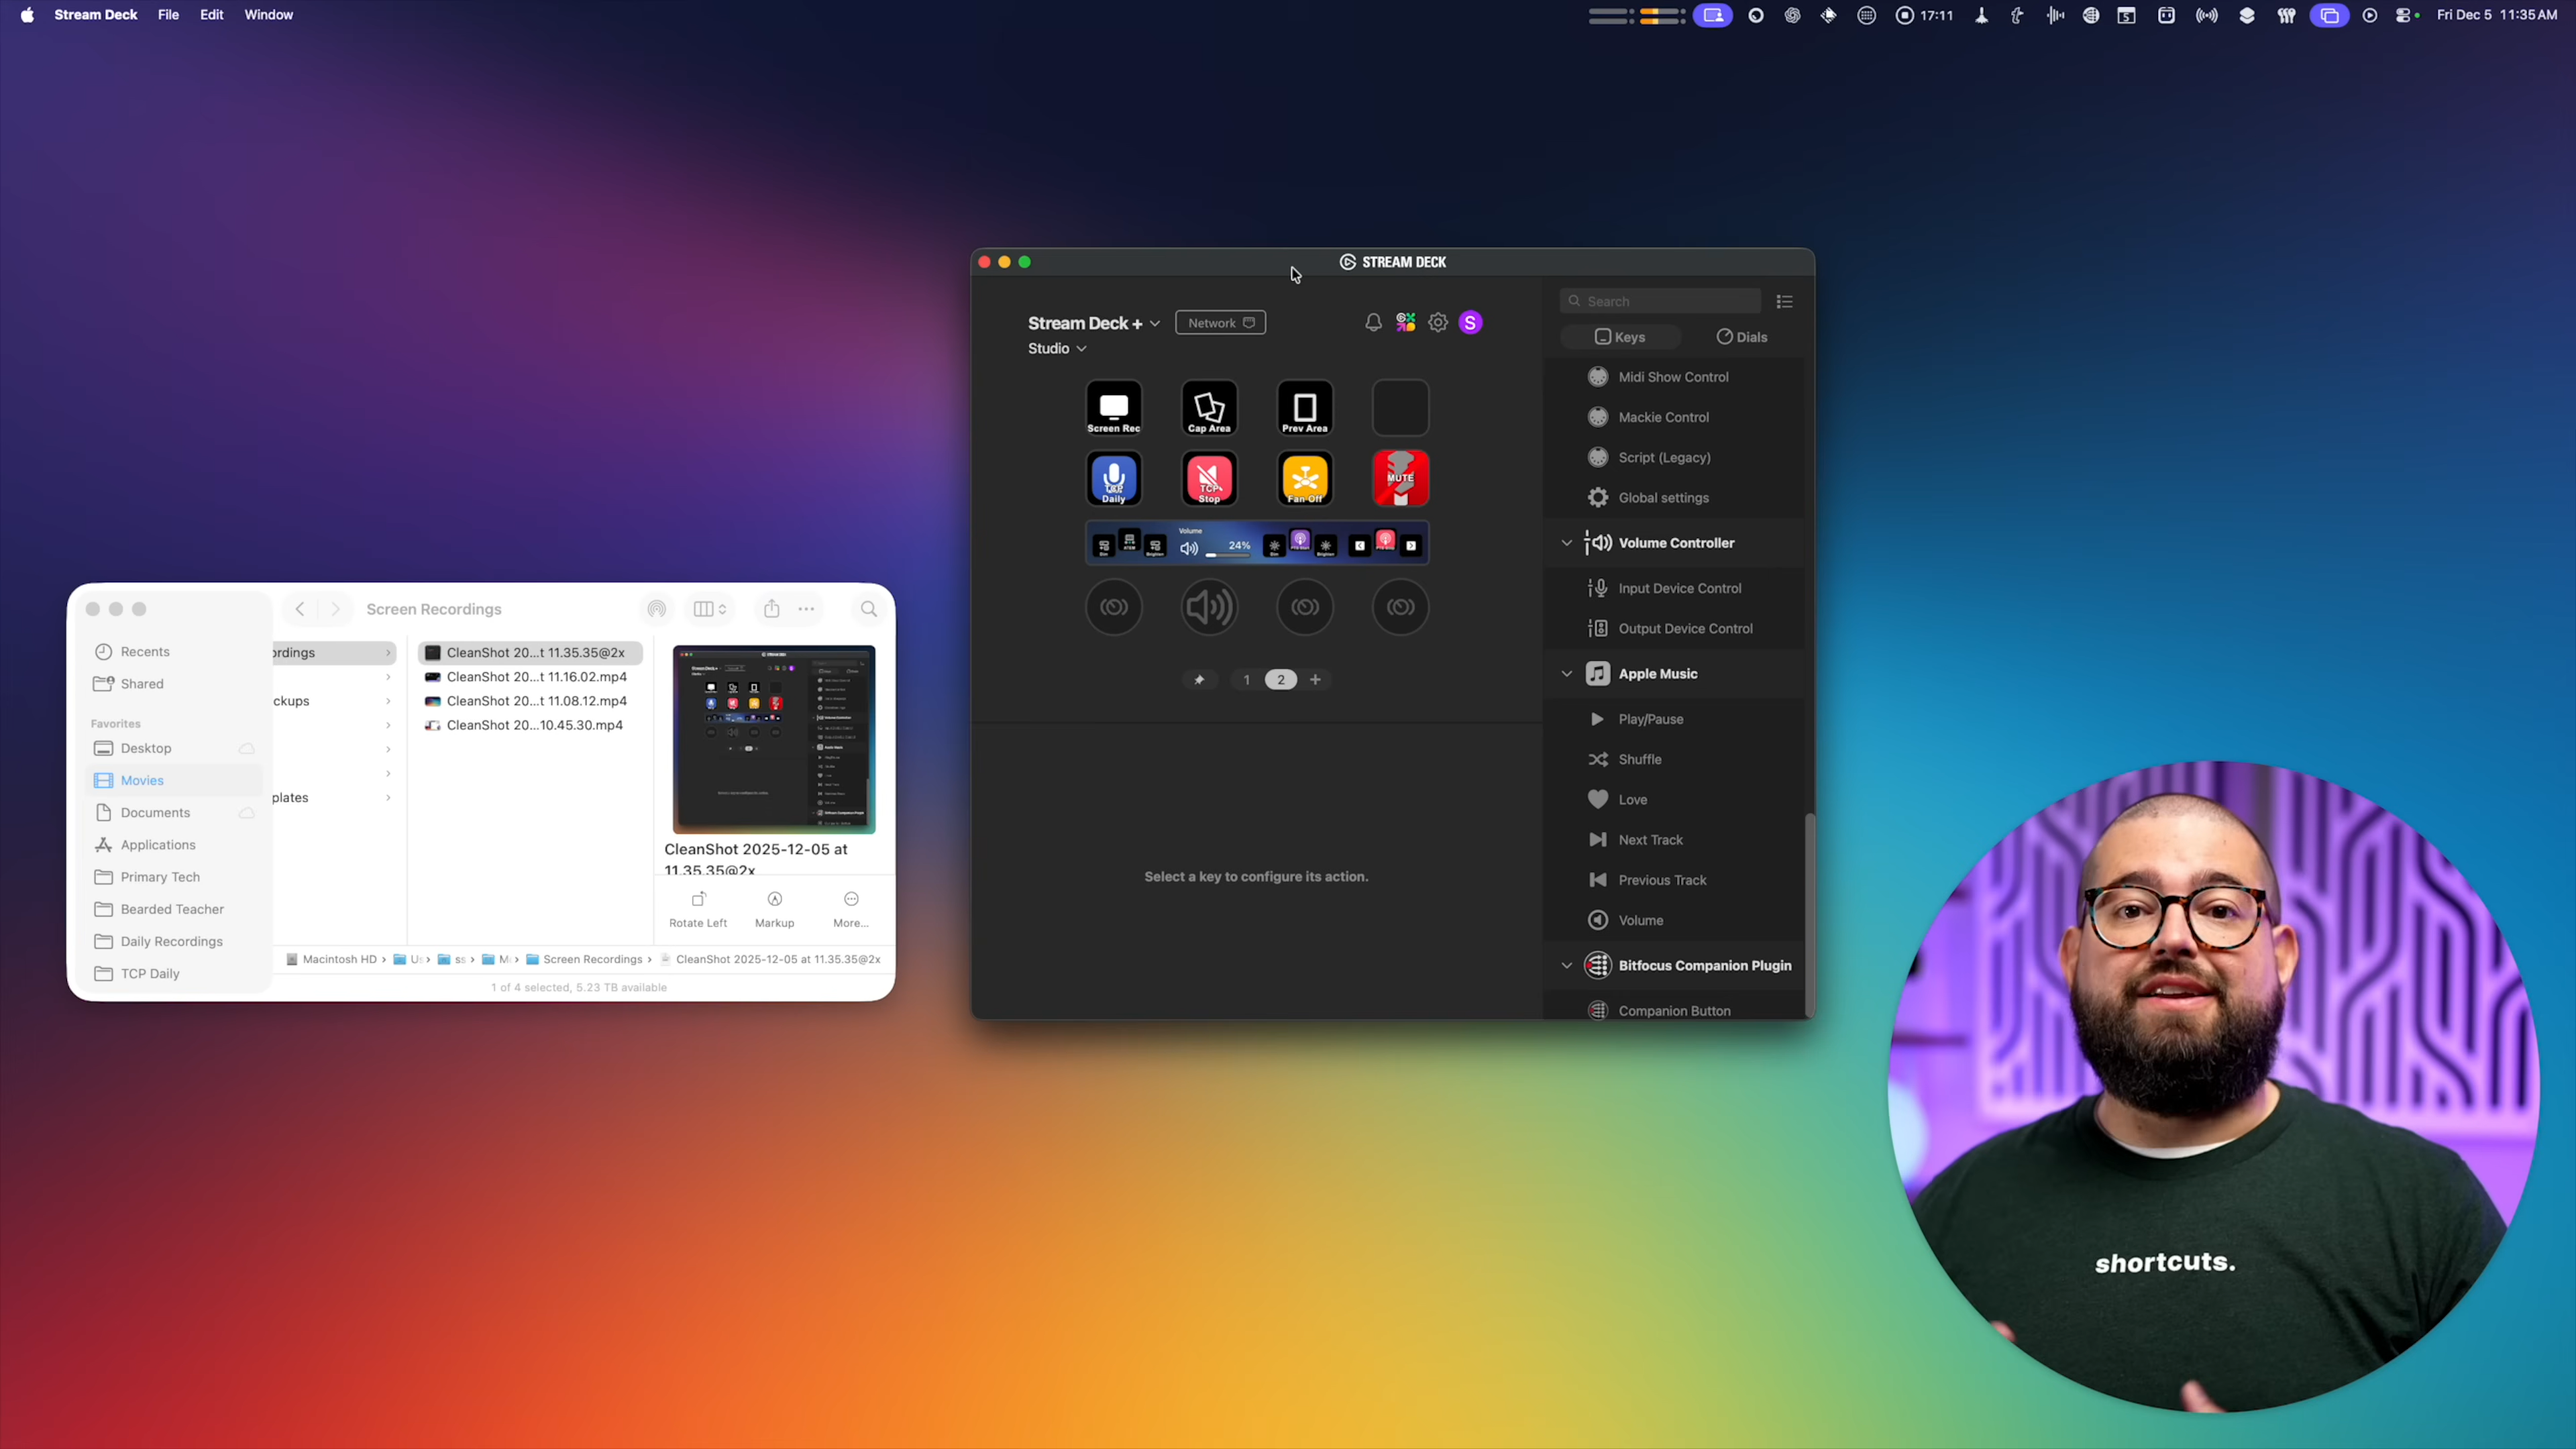 Stream Deck File Edit Window
17:11
5
Fri Dec 5 11:35 AM
STREAM DECK
Stream Deck +
Network
S
Studio
Search
Keys
Dials
Screen Rec
Cap Area
Prev Area
Daily
TCP
Stop
Fan Off
MUTE
Volume
24%
1
2
+
Select a key to configure its action.
Midi Show Control
Mackie Control
Script (Legacy)
Global settings
Volume Controller
Input Device Control
Output Device Control
Apple Music
Play/Pause
Shuffle
Love
Next Track
Previous Track
Volume
Bitfocus Companion Plugin
Companion Button
Screen Recordings
Recents
Shared
Favorites
Desktop
Movies
Documents
Applications
Primary Tech
Bearded Teacher
Daily Recordings
TCP Daily
ordings
ckups
plates
CleanShot 20...t 11.35.35@2x
CleanShot 20...t 11.16.02.mp4
CleanShot 20...t 11.08.12.mp4
CleanShot 20...10.45.30.mp4
CleanShot 2025-12-05 at
11.35.35@2x
Rotate Left
Markup
More...
Macintosh HD › Us › ss › Mo › Screen Recordings › CleanShot 2025-12-05 at 11.35.35@2x
1 of 4 selected, 5.23 TB available
shortcuts.